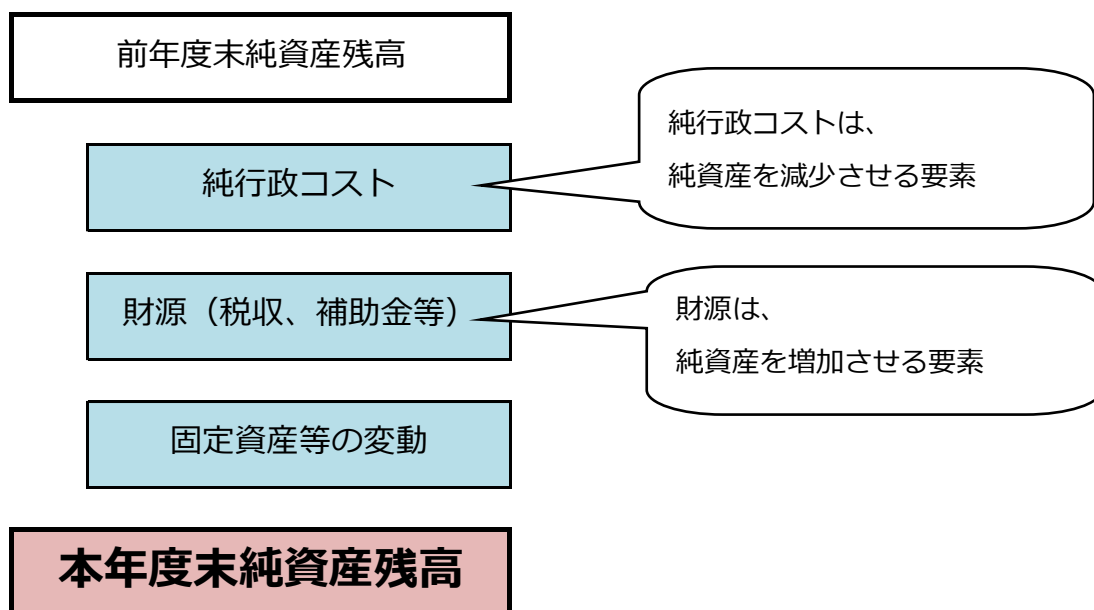 前年度末純資産残高
純行政コスト
純行政コストは、
純資産を減少させる要素
財源（税収、補助金等）
財源は、
純資産を増加させる要素
固定資産等の変動
本年度末純資産残高